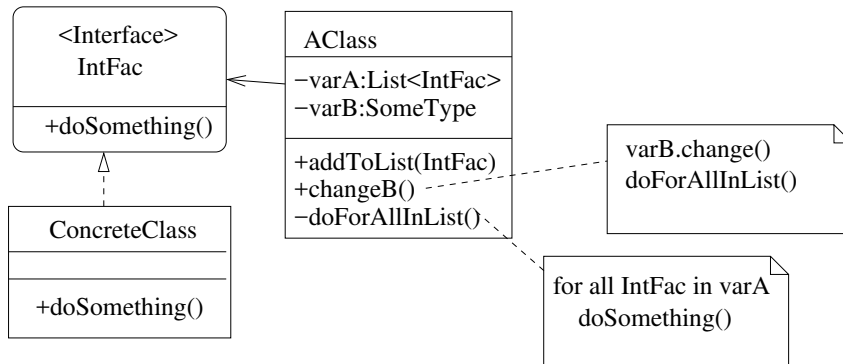 <Interface>
IntFac
+doSomething()
ConcreteClass
+doSomething()
AClass
−varA:List<IntFac>
−varB:SomeType
+addToList(IntFac)
+changeB()
−doForAllInList()
varB.change()
doForAllInList()
for all IntFac in varA
doSomething()